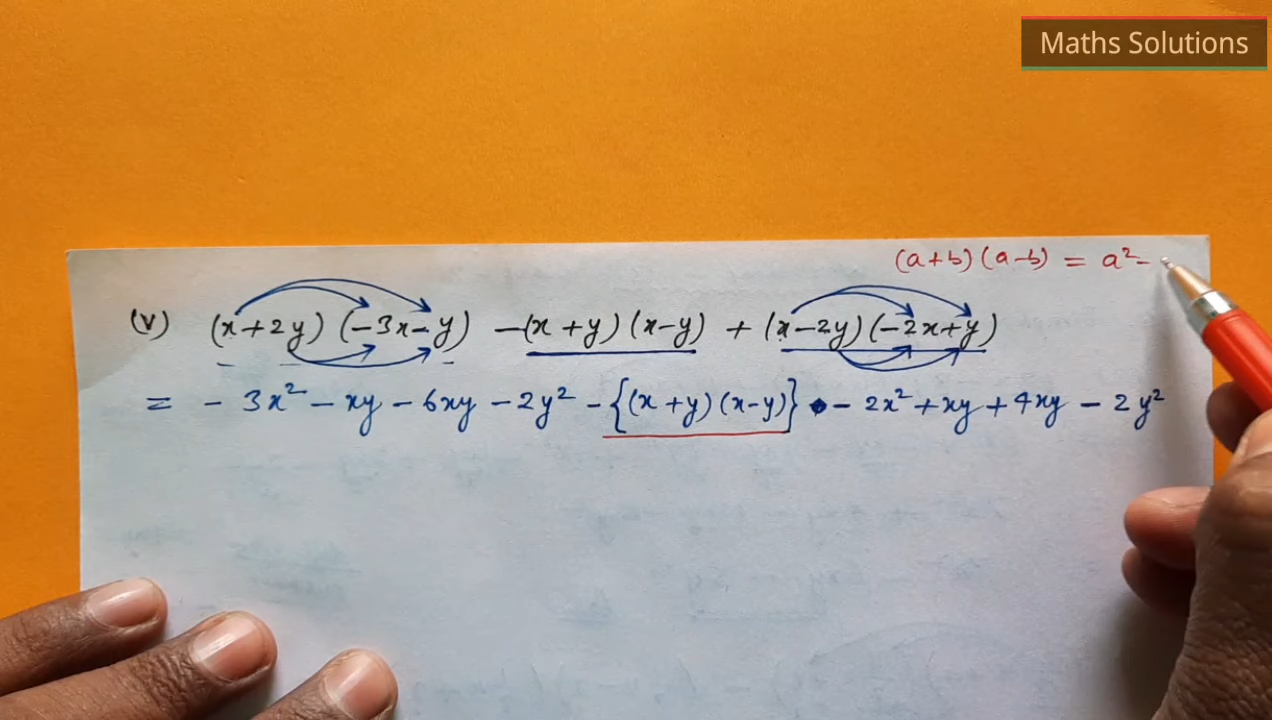 Maths Solutions
(a+b)(a-b) = a² -
(v) (x+2y)(-3x-y) -(x+y)(x-y) + (x-2y)(-2x+y)
= - 3x² - xy - 6xy - 2y² - {(x+y)(x-y)} - 2x² + xy + 4xy - 2y²